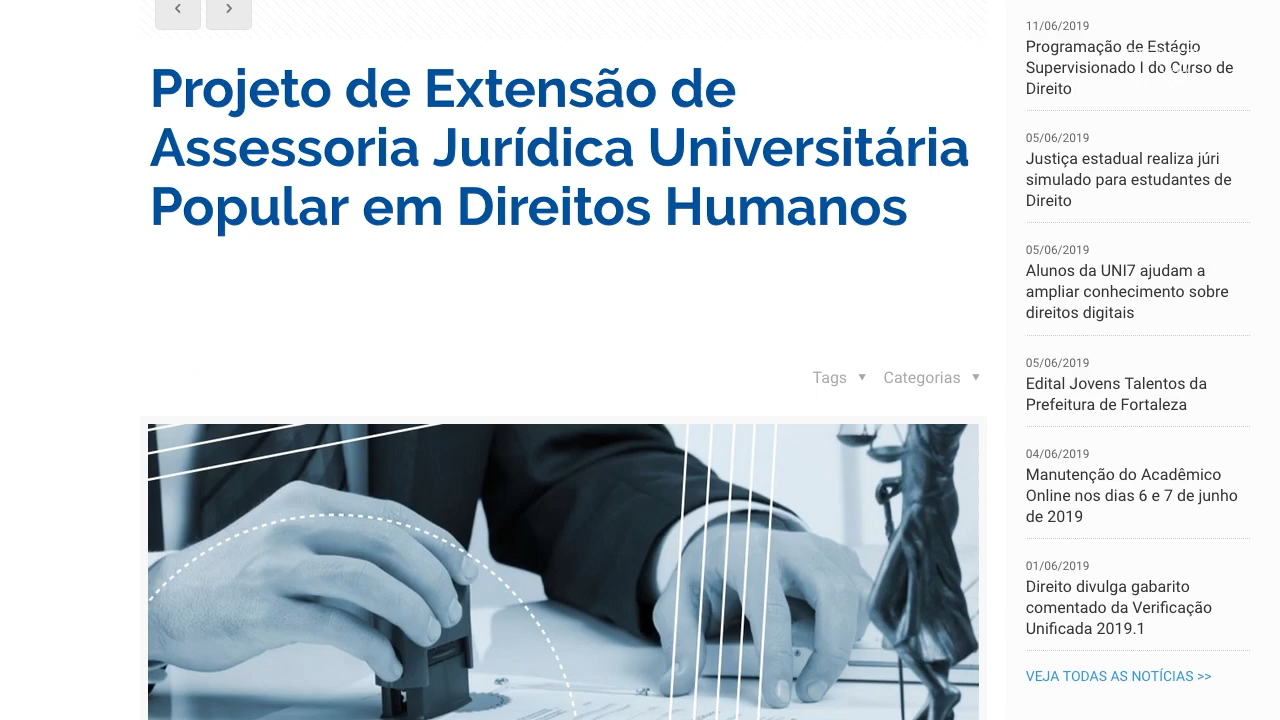 Projeto de Extensão de
Assessoria Jurídica Universitária
Popular em Direitos Humanos
Tags
Categorias
11/06/2019
Programação de Estágio
Supervisionado I do Curso de
Direito
05/06/2019
Justiça estadual realiza júri
simulado para estudantes de
Direito
05/06/2019
Alunos da UNI7 ajudam a
ampliar conhecimento sobre
direitos digitais
05/06/2019
Edital Jovens Talentos da
Prefeitura de Fortaleza
04/06/2019
Manutenção do Acadêmico
Online nos dias 6 e 7 de junho
de 2019
01/06/2019
Direito divulga gabarito
comentado da Verificação
Unificada 2019.1
VEJA TODAS AS NOTÍCIAS >>